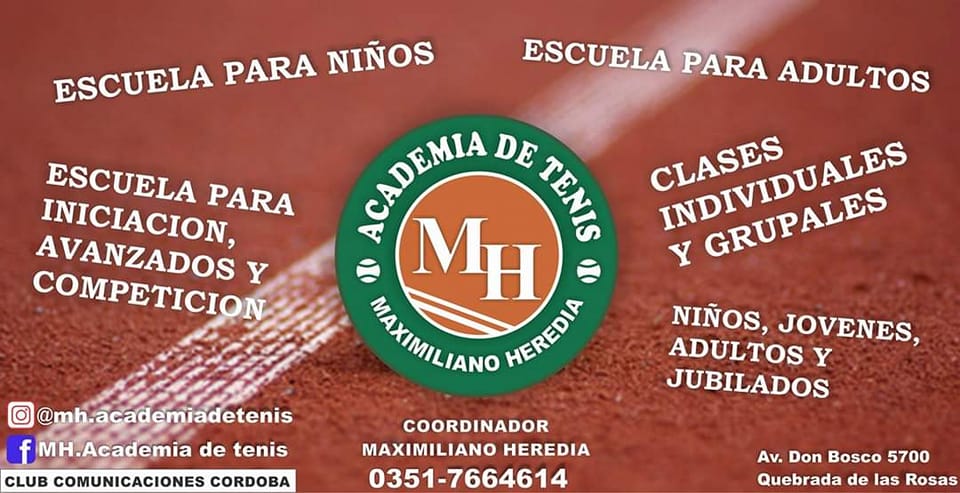 ESCUELA PARA NIÑOS
ESCUELA PARA ADULTOS
ESCUELA PARA
INICIACION,
AVANZADOS Y
COMPETICION
ACADEMIA DE TENIS
MH
MAXIMILIANO HEREDIA
CLASES
INDIVIDUALES
Y GRUPALES
NIÑOS, JOVENES,
ADULTOS Y
JUBILADOS
@mh.academiadetenis
MH.Academia de tenis
CLUB COMUNICACIONES CORDOBA
COORDINADOR
MAXIMILIANO HEREDIA
0351-7664614
Av. Don Bosco 5700
Quebrada de las Rosas